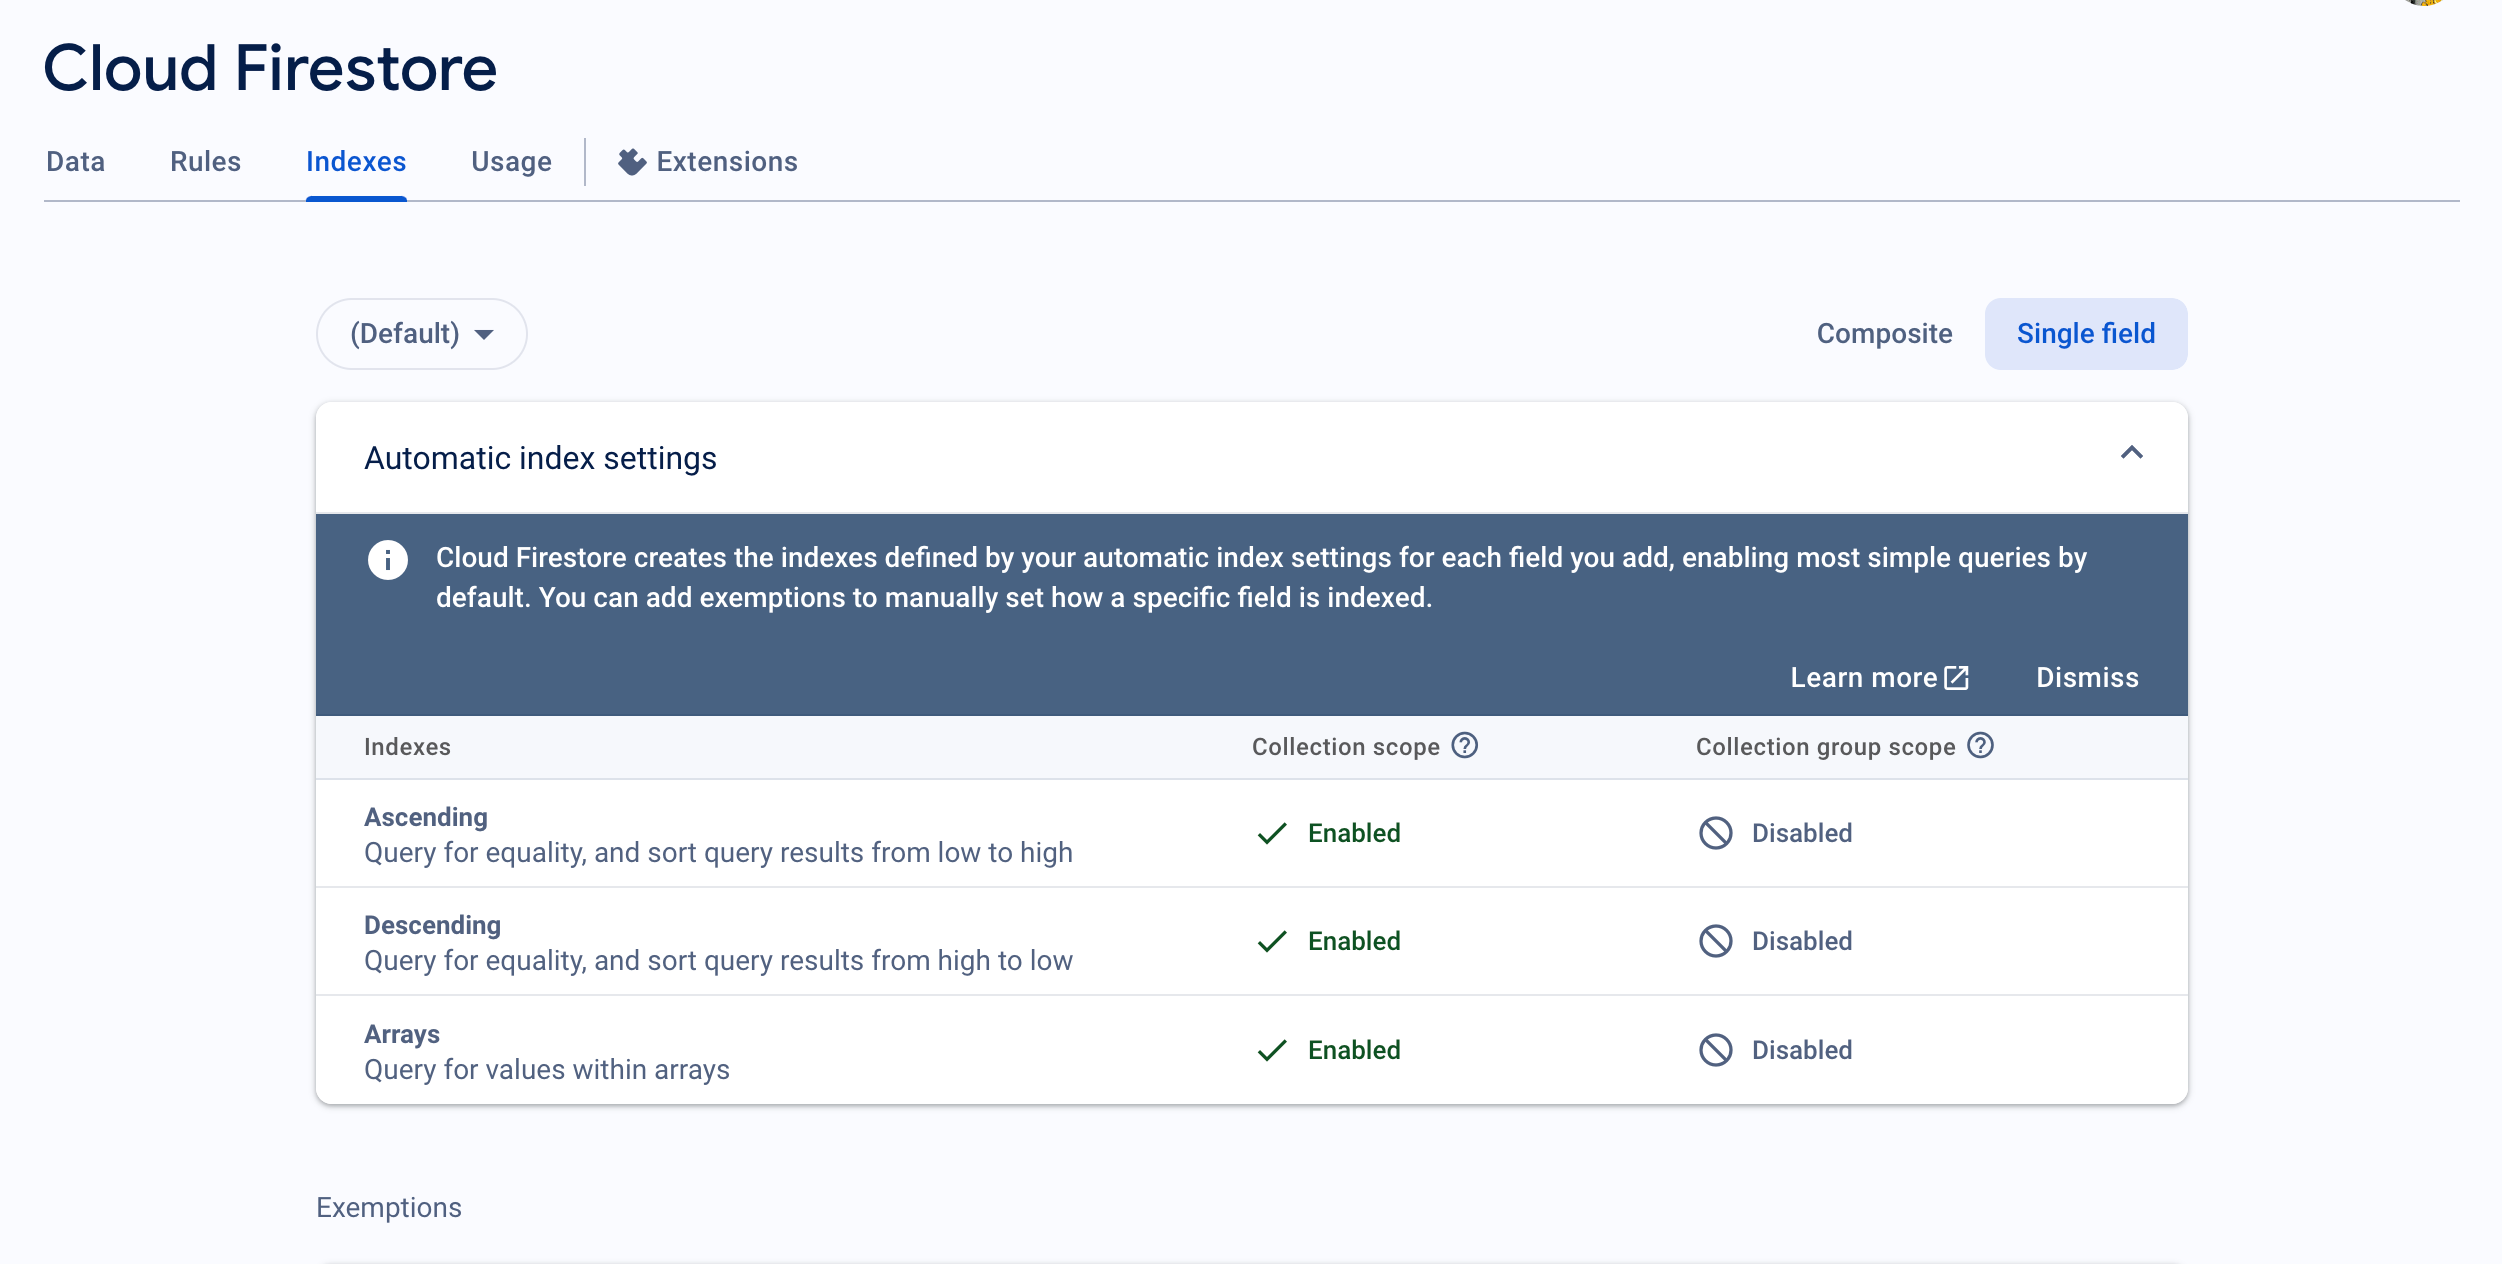 Cloud Firestore
Data Rules Indexes Usage Extensions
(Default) Composite Single field
Automatic index settings
Cloud Firestore creates the indexes defined by your automatic index settings for each field you add, enabling most simple queries by
default. You can add exemptions to manually set how a specific field is indexed.
Learn more Dismiss
Indexes Collection scope Collection group scope
Ascending
Query for equality, and sort query results from low to high
Enabled Disabled
Descending
Query for equality, and sort query results from high to low
Enabled Disabled
Arrays
Query for values within arrays
Enabled Disabled
Exemptions